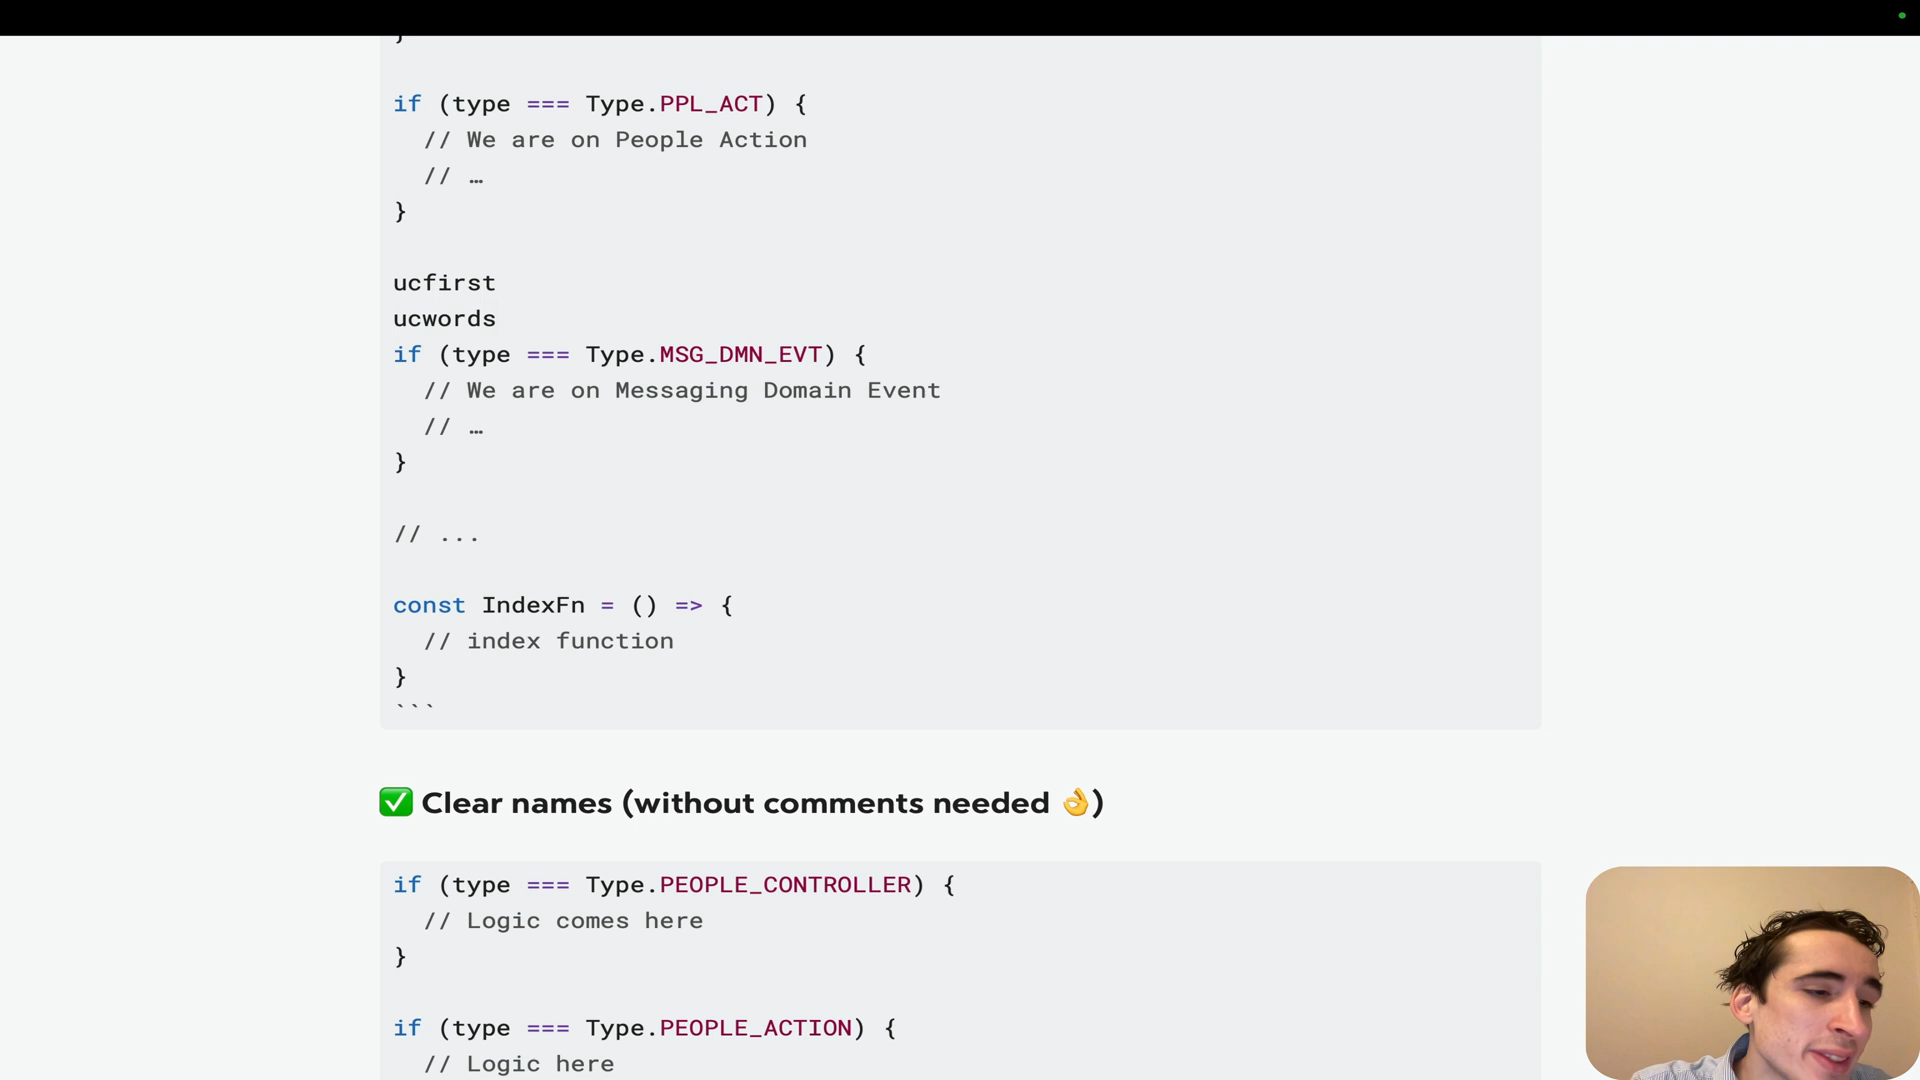 }
if (type === Type.PPL_ACT) {
// We are on People Action
// …
}
ucfirst
ucwords
if (type === Type.MSG_DMN_EVT) {
// We are on Messaging Domain Event
// …
}
// ...
const IndexFn = () => {
// index function
}
```
✅ Clear names (without comments needed 👌)
if (type === Type.PEOPLE_CONTROLLER) {
// Logic comes here
}
if (type === Type.PEOPLE_ACTION) {
// Logic here